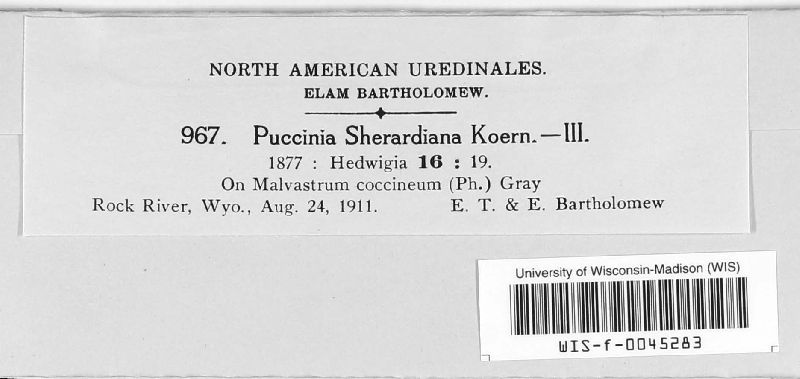 NORTH AMERICAN UREDINALES.
ELAM BARTHOLOMEW.
967. Puccinia Sherardiana Koern.—III.
1877 : Hedwigia 16 : 19.
On Malvastrum coccineum (Ph.) Gray
Rock River, Wyo., Aug. 24, 1911. E. T. & E. Bartholomew
University of Wisconsin-Madison (WIS)
WIS-f-0045283